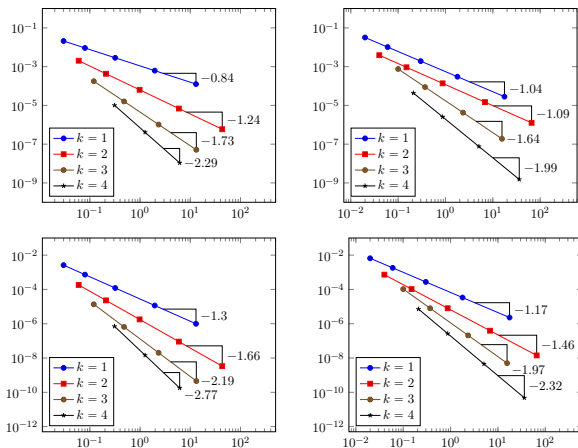 10^{-1}
10^{-3}
10^{-5}
10^{-7}
10^{-9}
−0.84
−1.24
−1.73
−2.29
k = 1
k = 2
k = 3
k = 4
10^{-1} 10^{0} 10^{1} 10^{2}
10^{-1}
10^{-3}
10^{-5}
10^{-7}
10^{-9}
−1.04
−1.09
−1.64
−1.99
k = 1
k = 2
k = 3
k = 4
10^{-2} 10^{-1} 10^{0} 10^{1} 10^{2}
10^{-2}
10^{-4}
10^{-6}
10^{-8}
10^{-10}
10^{-12}
−1.3
−1.66
−2.19
−2.77
k = 1
k = 2
k = 3
k = 4
10^{-1} 10^{0} 10^{1} 10^{2}
10^{-2}
10^{-4}
10^{-6}
10^{-8}
10^{-10}
10^{-12}
−1.17
−1.46
−1.97
−2.32
k = 1
k = 2
k = 3
k = 4
10^{-2} 10^{-1} 10^{0} 10^{1} 10^{2}